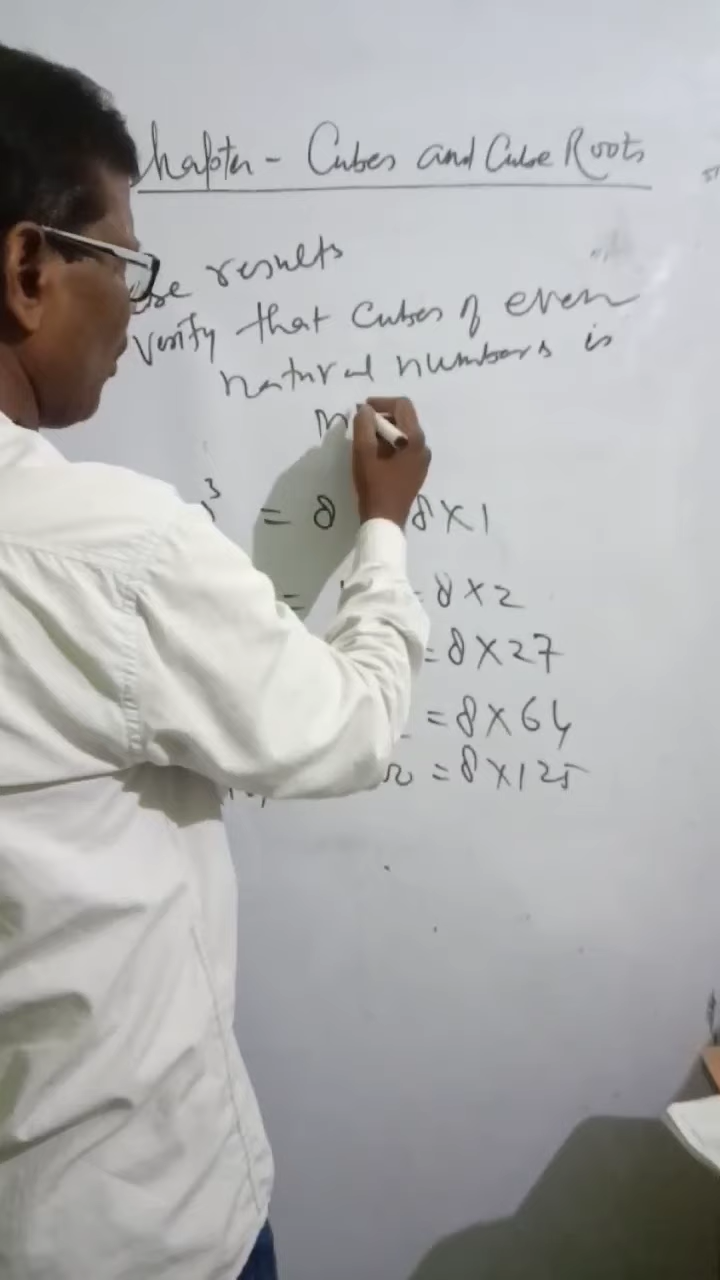 hapter - Cubes and Cube Roots
use results
Verify that cubes of even
natural numbers is
3 = 8 8×1
= = 8×2
= 8×27
= 8×64
= 8×125